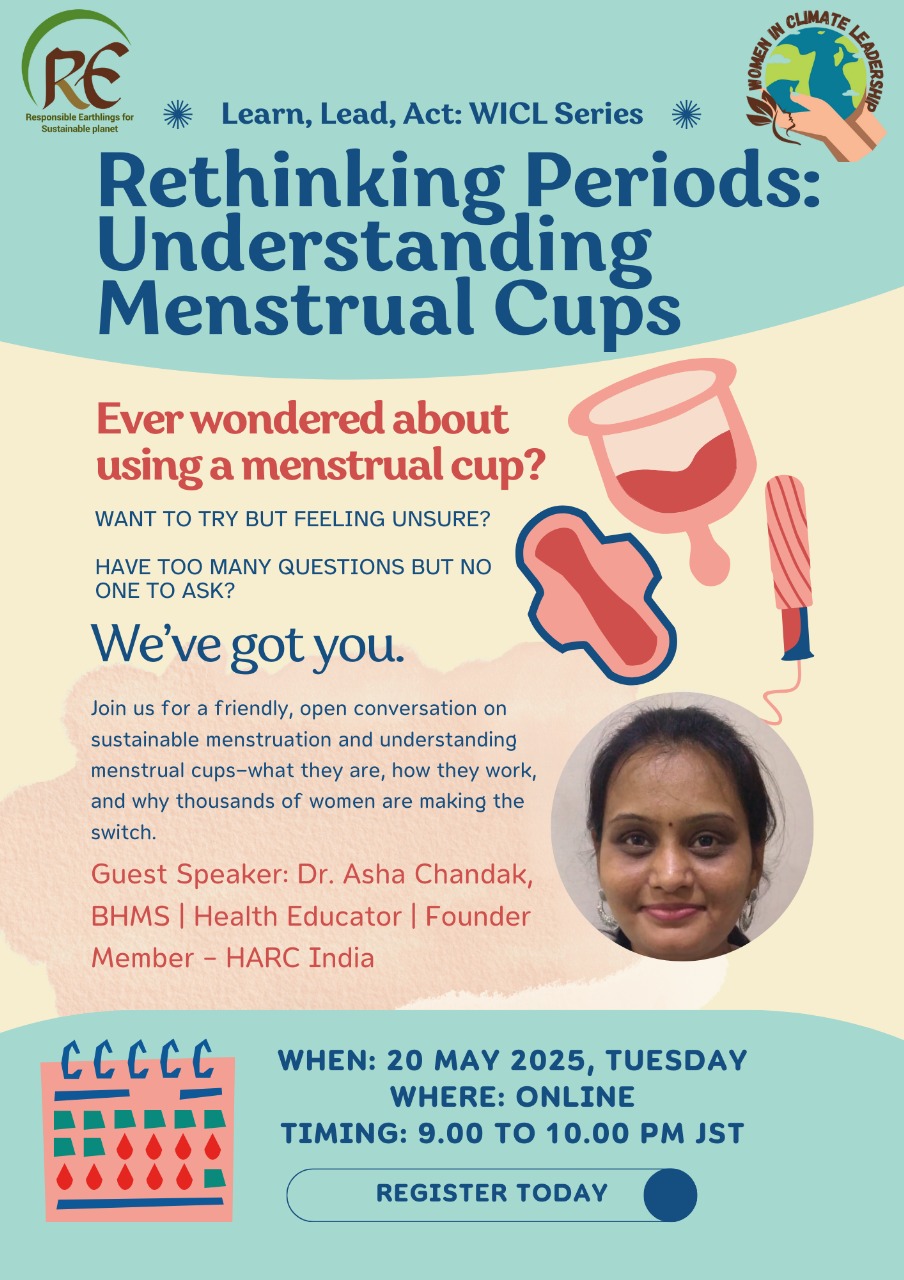 RE
Responsible Earthlings for
Sustainable planet
WOMEN IN CLIMATE LEADERSHIP
Learn, Lead, Act: WICL Series
Rethinking Periods:
Understanding
Menstrual Cups
Ever wondered about
using a menstrual cup?
WANT TO TRY BUT FEELING UNSURE?
HAVE TOO MANY QUESTIONS BUT NO
ONE TO ASK?
We've got you.
Join us for a friendly, open conversation on
sustainable menstruation and understanding
menstrual cups–what they are, how they work,
and why thousands of women are making the
switch.
Guest Speaker: Dr. Asha Chandak,
BHMS | Health Educator | Founder
Member – HARC India
WHEN: 20 MAY 2025, TUESDAY
WHERE: ONLINE
TIMING: 9.00 TO 10.00 PM JST
REGISTER TODAY